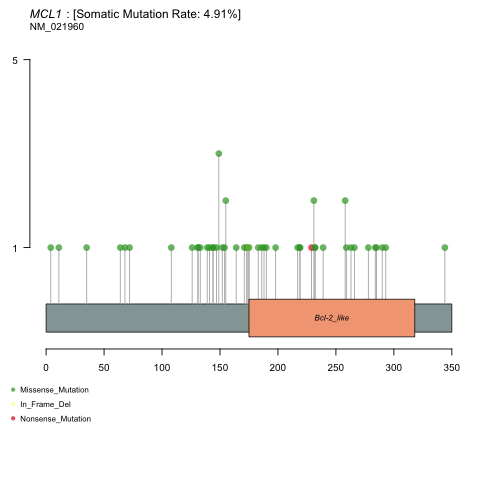 MCL1 : [Somatic Mutation Rate: 4.91%]
NM_021960
5
1
Bcl-2_like
0 50 100 150 200 250 300 350
Missense_Mutation
In_Frame_Del
Nonsense_Mutation